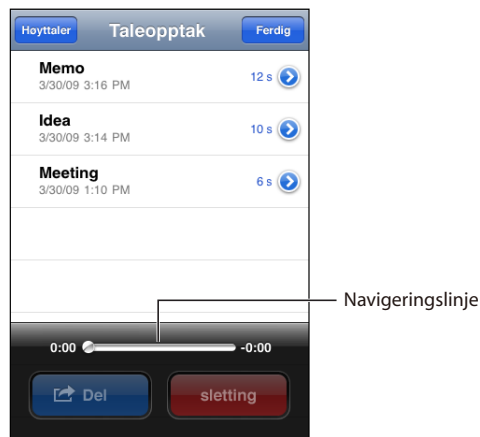 Høyttaler Taleopptak Ferdig
Memo
3/30/09 3:16 PM
12 s
Idea
3/30/09 3:14 PM
10 s
Meeting
3/30/09 1:10 PM
6 s
Navigeringslinje
0:00 -0:00
Del sletting